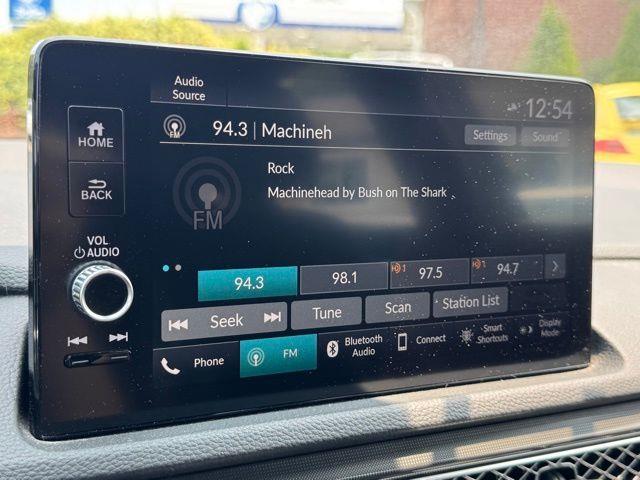 Audio
Source
12:54
HOME
FM
94.3 | Machineh
Settings
Sound
Rock
BACK
Machinehead by Bush on The Shark
FM
VOL
AUDIO
94.3
98.1
97.5
94.7
Seek
Tune
Scan
Station List
Phone
FM
Bluetooth
Audio
Connect
Smart
Shortcuts
Display
Mode